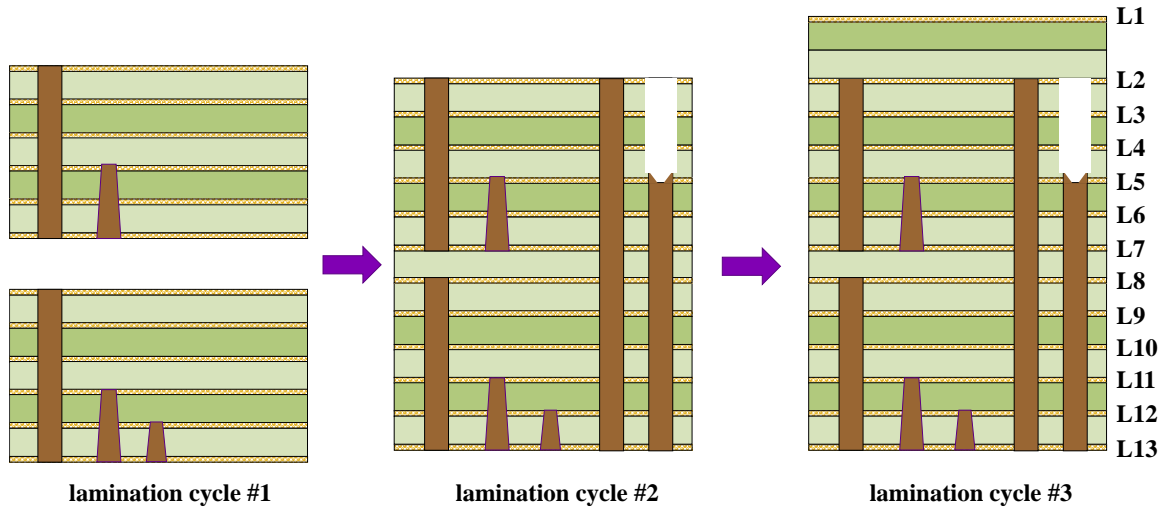 L1
L2
L3
L4
L5
L6
L7
L8
L9
L10
L11
L12
L13
lamination cycle #1
lamination cycle #2
lamination cycle #3